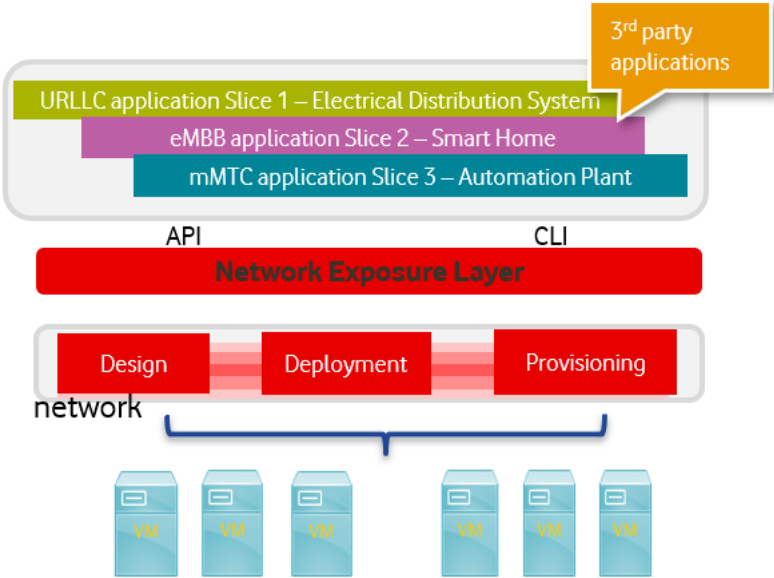 3rd party
applications
URLLC application Slice 1 – Electrical Distribution System
eMBB application Slice 2 – Smart Home
mMTC application Slice 3 – Automation Plant
API CLI
Network Exposure Layer
Design Deployment Provisioning
network
VM VM VM VM VM VM